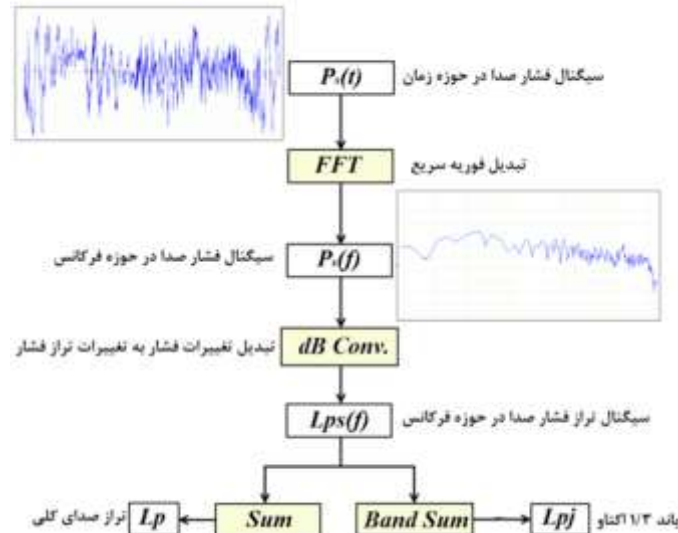 Pₛ(t) سیگنال فشار صدا در حوزه زمان
FFT تبدیل فوریه سریع
سیگنال فشار صدا در حوزه فرکانس Pₛ(f)
تبدیل تغییرات فشار به تغییرات تراز فشار dB Conv.
Lps(f) سیگنال تراز فشار صدا در حوزه فرکانس
تراز صدای کلی Lp Sum Band Sum Lpj باند ۱/۳ اکتاو